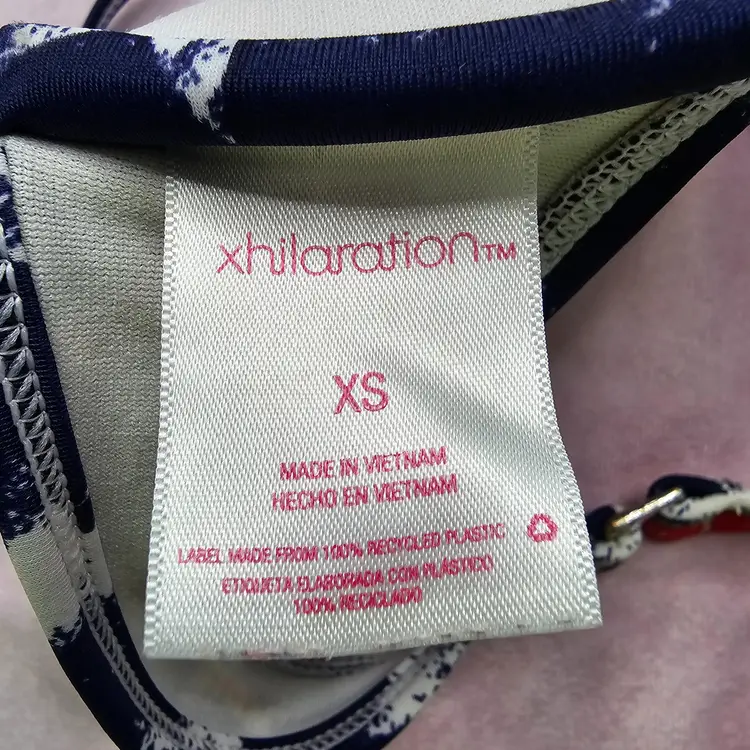 xhilaration™
XS
MADE IN VIETNAM
HECHO EN VIETNAM
LABEL MADE FROM 100% RECYCLED PLASTIC
ETIQUETA ELABORADA CON PLÁSTICO
100% RECICLADO